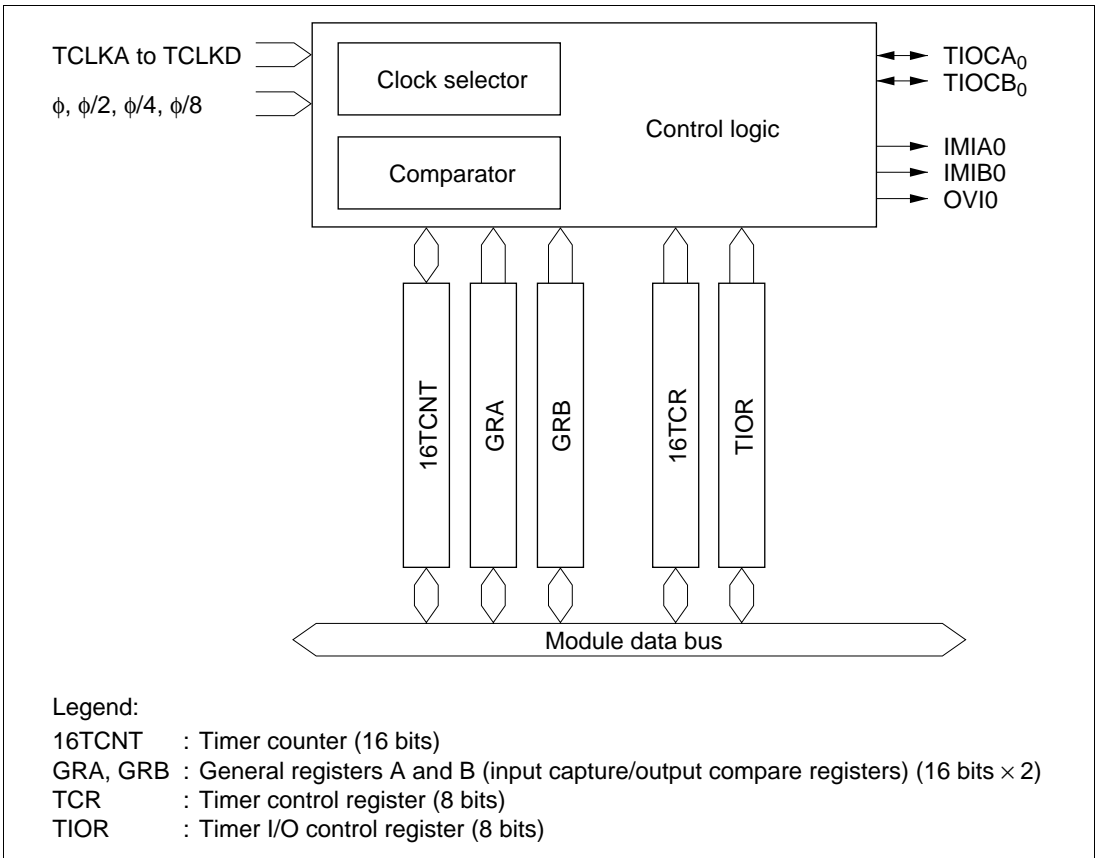 TCLKA to TCLKD
ϕ, ϕ/2, ϕ/4, ϕ/8
Clock selector
Comparator
Control logic
TIOCA₀
TIOCB₀
IMIA0
IMIB0
OVI0
16TCNT
GRA
GRB
16TCR
TIOR
Module data bus
Legend:
16TCNT : Timer counter (16 bits)
GRA, GRB : General registers A and B (input capture/output compare registers) (16 bits × 2)
TCR : Timer control register (8 bits)
TIOR : Timer I/O control register (8 bits)